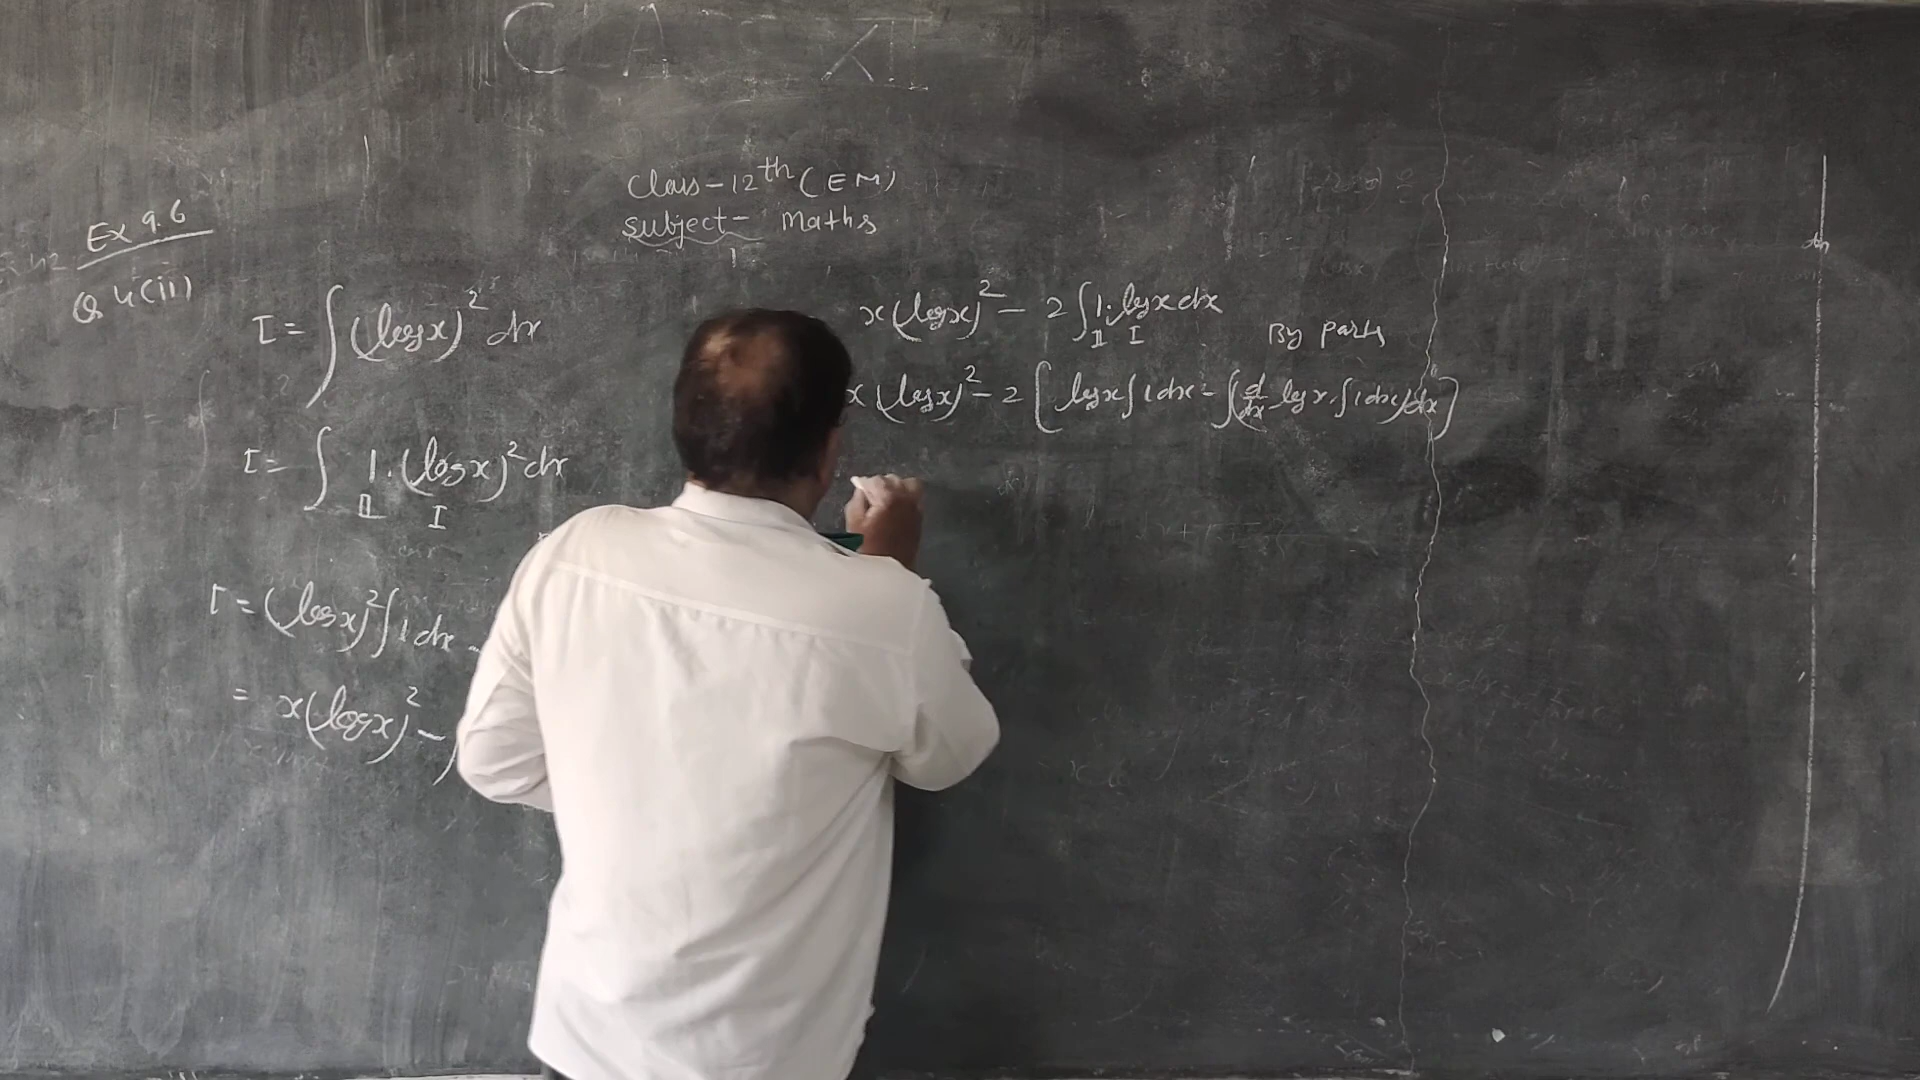 Class-12th (EM)
Subject- Maths
Ex 9.6
Q 4(ii)
I = ∫(log x)² dx
I = ∫ 1. (log x)² dx
II I
I = (log x)² ∫1 dx -
= x(log x)² - ∫
x(log x)² - 2 ∫1. log x dx
II I
By parts
x (log x)² - 2 [log x ∫1 dx - ∫(d/dx log x. ∫1 dx) dx]